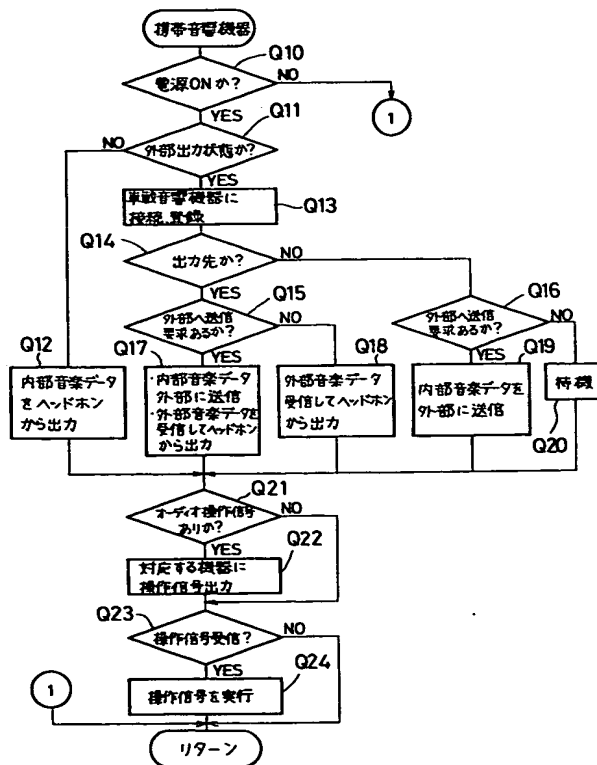 携帯音響機器
Q10
電源ONか?
NO
1
YES
Q11
NO
外部出力状態か?
YES
車載音響機器に
接続、登録
Q13
Q14
出力先か?
NO
YES
Q15
Q16
外部へ送信
要求あるか?
NO
外部へ送信
要求あるか?
NO
Q12
Q17
YES
Q18
YES
Q19
内部音楽データ
をヘッドホン
から出力
・内部音楽データ
外部に送信
・外部音楽データを
受信してヘッドホン
から出力
外部音楽データ
受信してヘッドホン
から出力
内部音楽データを
外部に送信
待機
Q20
Q21
オーディオ操作信号
ありか?
NO
YES
Q22
対応する機器に
操作信号出力
Q23
操作信号受信?
NO
YES
Q24
1
操作信号を実行
リターン